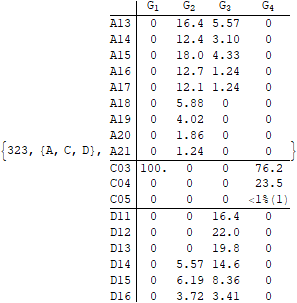 G1 G2 G3 G4
A13 0 16.4 5.57 0
A14 0 12.4 3.10 0
A15 0 18.0 4.33 0
A16 0 12.7 1.24 0
A17 0 12.1 1.24 0
A18 0 5.88 0 0
A19 0 4.02 0 0
A20 0 1.86 0 0
{323, {A, C, D}, A21 0 1.24 0 0 }
C03 100. 0 0 76.2
C04 0 0 0 23.5
C05 0 0 0 <1%(1)
D11 0 0 16.4 0
D12 0 0 22.0 0
D13 0 0 19.8 0
D14 0 5.57 14.6 0
D15 0 6.19 8.36 0
D16 0 3.72 3.41 0